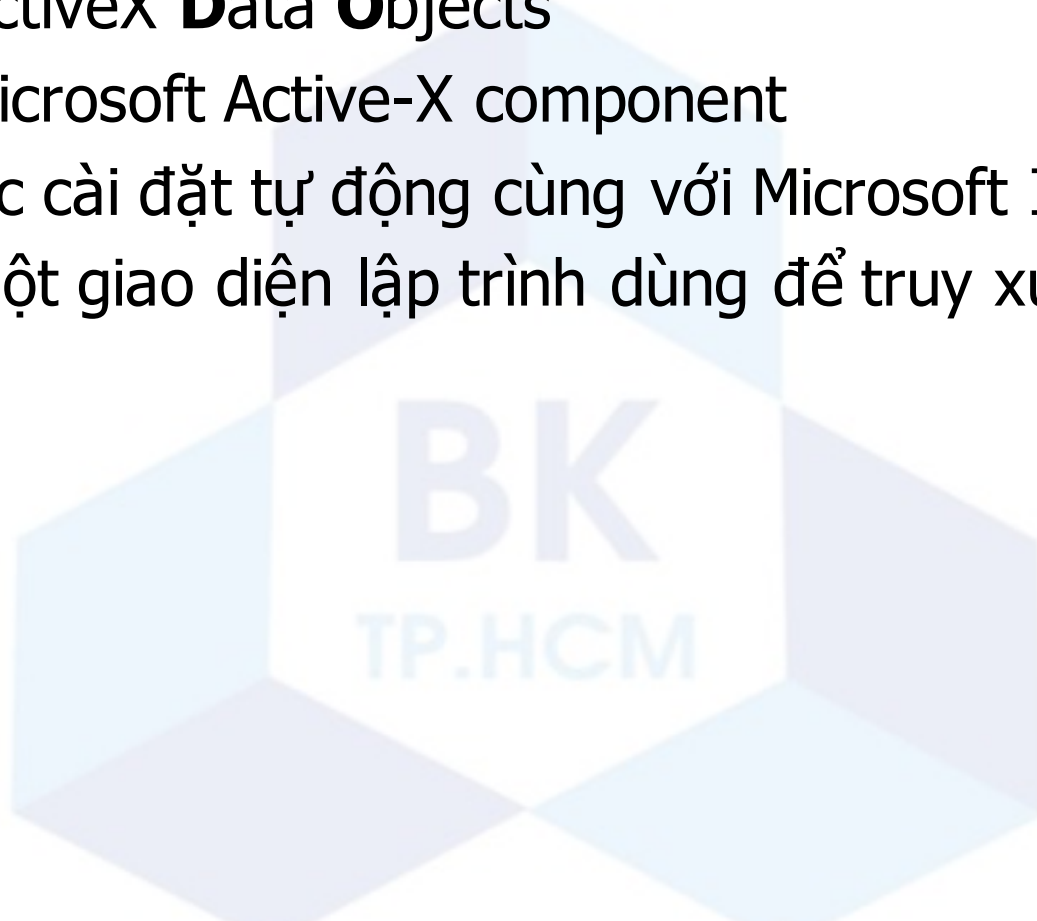 ctiveX Data Objects
icrosoft Active-X component
c cài đặt tự động cùng với Microsoft
ột giao diện lập trình dùng để truy
BK
TP.HCM